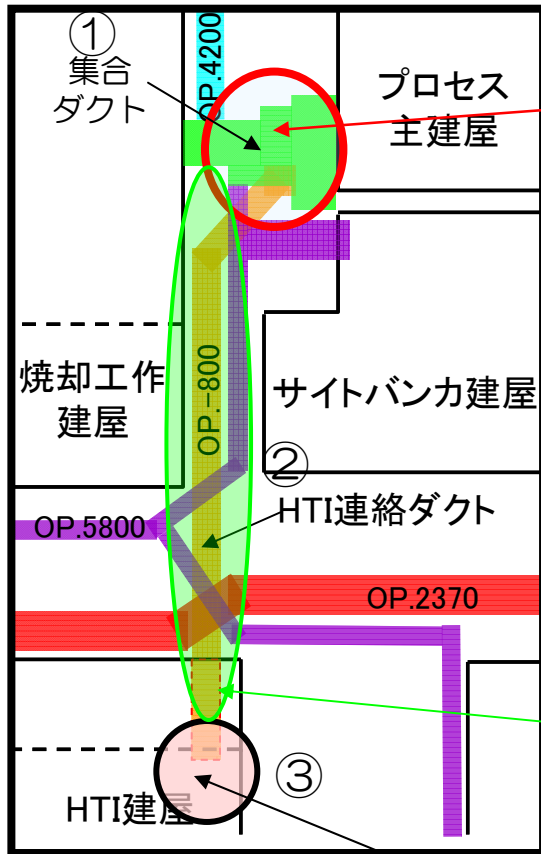 ①
集合
ダクト
OP.4200
プロセス
主建屋
焼却工作
建屋
OP.-800
サイトバンカ建屋
②
HTI連絡ダクト
OP.5800
OP.2370
③
HTI建屋